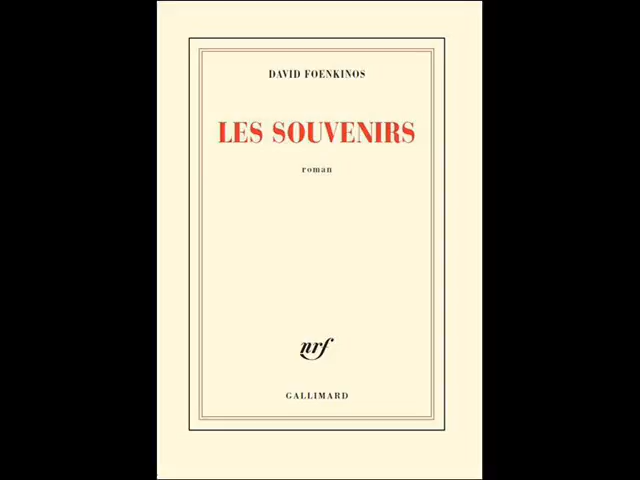 DAVID FOENKINOS
LES SOUVENIRS
roman
nrf
GALLIMARD